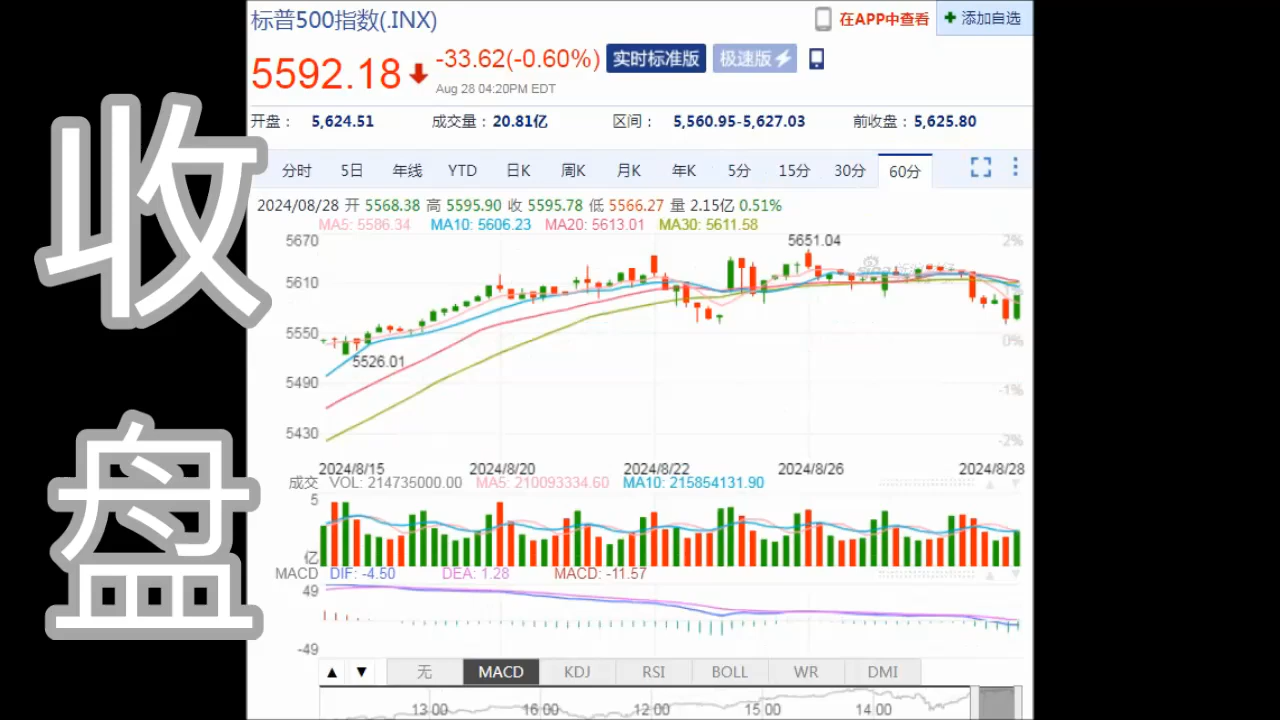 标普500指数(.INX)
在APP中查看
添加自选
5592.18
-33.62(-0.60%)
实时标准版
极速版
Aug 28 04:20PM EDT
开盘： 5,624.51 成交量：20.81亿 区间： 5,560.95-5,627.03 前收盘：5,625.80
分时 5日 年线 YTD 日K 周K 月K 年K 5分 15分 30分 60分
2024/08/28 开 5568.38 高 5595.90 收 5595.78 低 5566.27 量 2.15亿 0.51%
MA5: 5586.34 MA10: 5606.23 MA20: 5613.01 MA30: 5611.58
5670 5651.04 2%
5610
5550 0%
5526.01
5490 -1%
5430 -2%
2024/8/15 2024/8/20 2024/8/22 2024/8/26 2024/8/28
成交 VOL: 214735000.00 MA5: 210093334.60 MA10: 215854131.90
5
亿
MACD DIF: -4.50 DEA: 1.28 MACD: -11.57
49
-49
▲ ▼ 无 MACD KDJ RSI BOLL WR DMI
13:00 16:00 12:00 15:00 14:00
收
盘